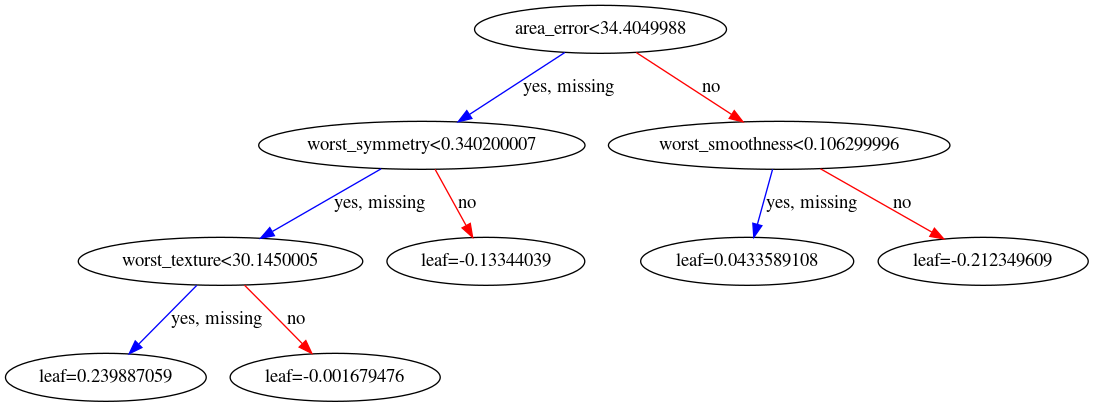 area_error<34.4049988
yes, missing
no
worst_symmetry<0.340200007
worst_smoothness<0.106299996
yes, missing
no
yes, missing
no
worst_texture<30.1450005
leaf=-0.13344039
leaf=0.0433589108
leaf=-0.212349609
yes, missing
no
leaf=0.239887059
leaf=-0.001679476